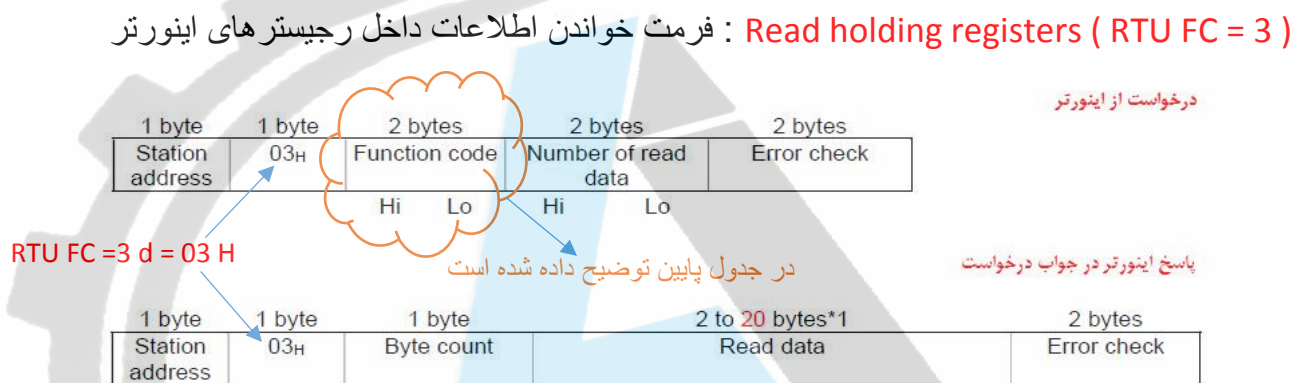 Read holding registers ( RTU FC = 3 ) : فرمت خواندن اطلاعات داخل رجیسترهای اینورتر
درخواست از اینورتر
1 byte 1 byte 2 bytes 2 bytes 2 bytes
Station address 03H Function code Number of read data Error check
Hi Lo Hi Lo
RTU FC =3 d = 03 H
در جدول پایین توضیح داده شده است
پاسخ اینورتر در جواب درخواست
1 byte 1 byte 1 byte 2 to 20 bytes*1 2 bytes
Station address 03H Byte count Read data Error check